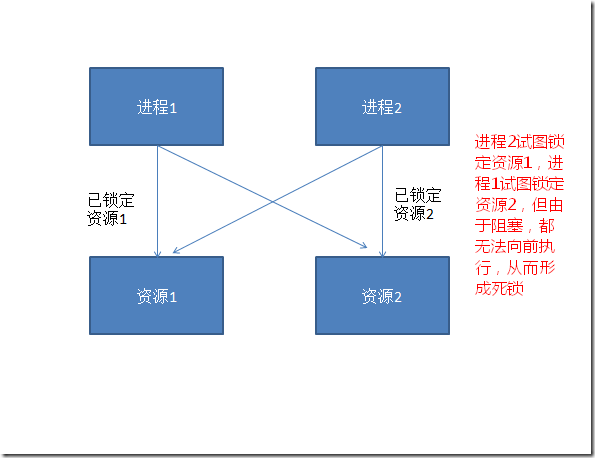 进程1
进程2
已锁定
资源1
已锁定
资源2
进程2试图锁
定资源1，进
程1试图锁定
资源2，但由
于阻塞，都
无法向前执
行，从而形
成死锁
资源1
资源2